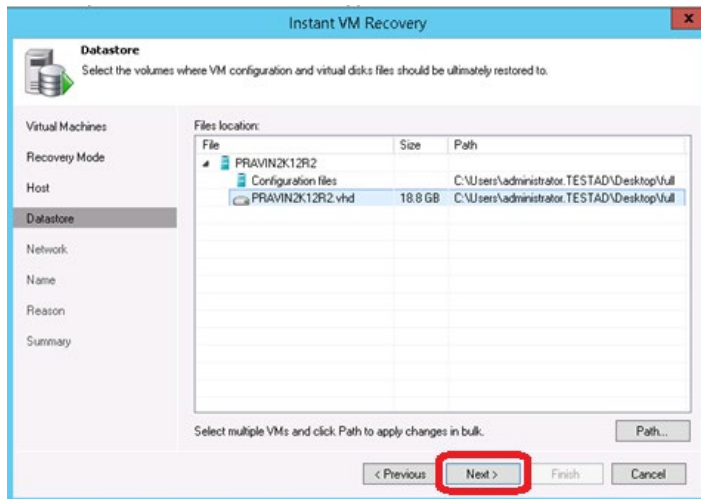 Instant VM Recovery
x
Datastore
Select the volumes where VM configuration and virtual disks files should be ultimately restored to.
Virtual Machines
Recovery Mode
Host
Datastore
Network
Name
Reason
Summary
Files location:
File Size Path
PRAVIN2K12R2
Configuration files C:\Users\administrator.TESTAD\Desktop\full
PRAVIN2K12R2.vhd 18.8 GB C:\Users\administrator.TESTAD\Desktop\full
Select multiple VMs and click Path to apply changes in bulk.
Path...
< Previous Next > Finish Cancel